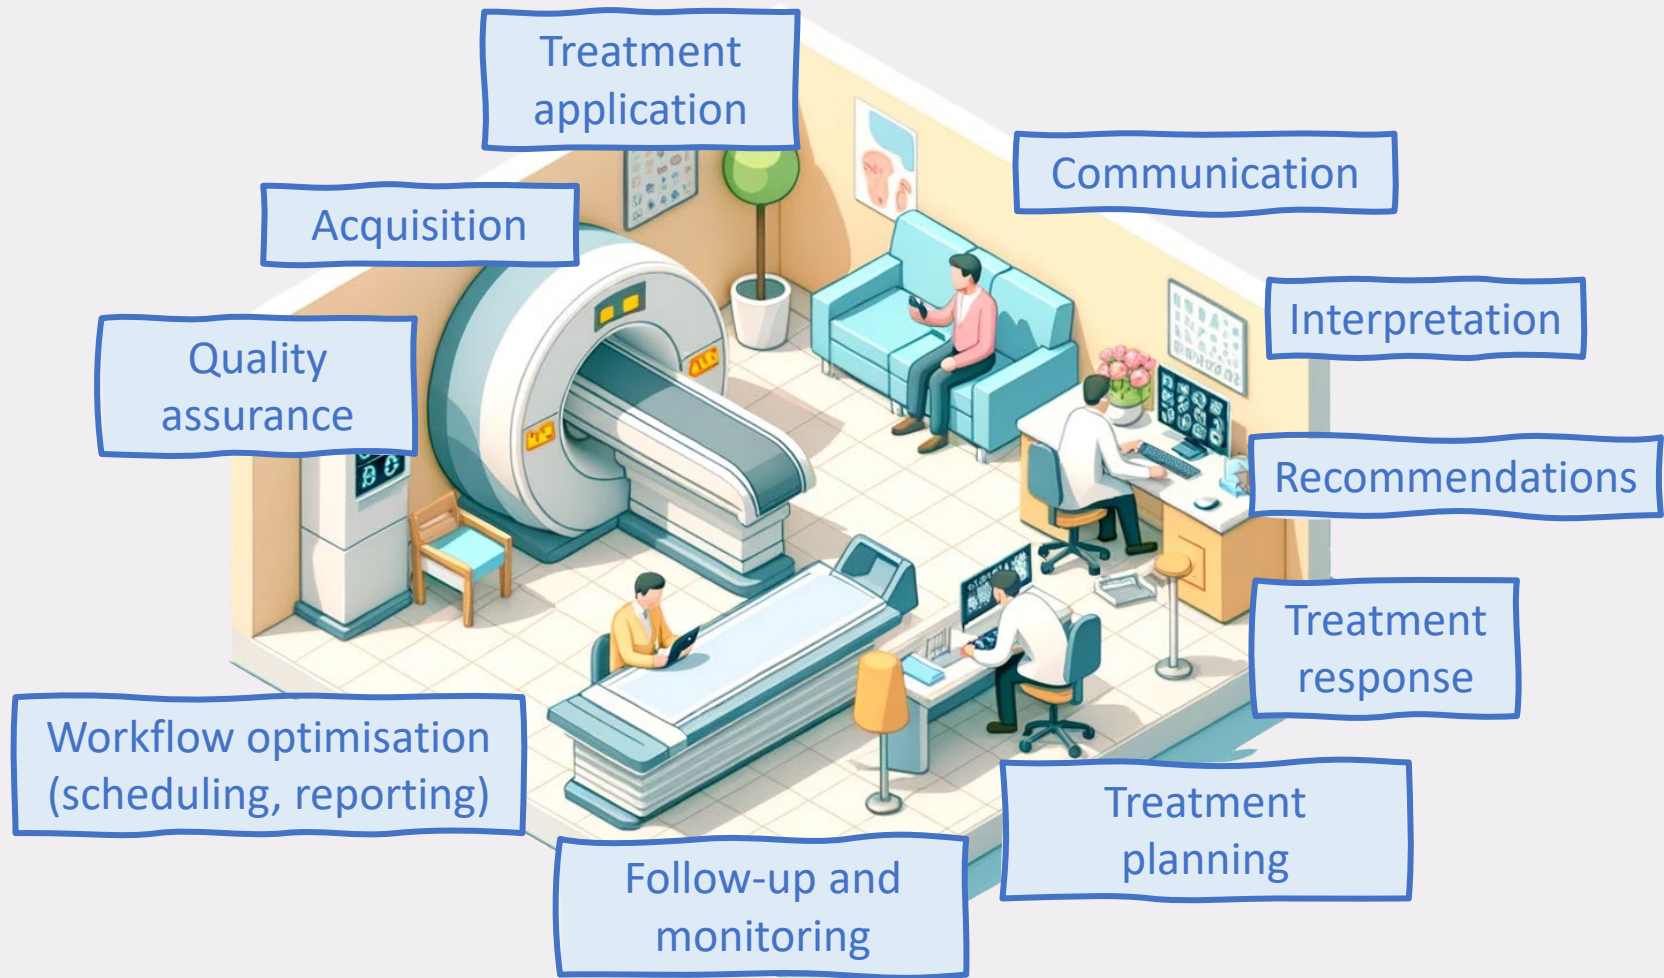 Treatment
application
Communication
Acquisition
Interpretation
Quality
assurance
Recommendations
Treatment
response
Workflow optimisation
(scheduling, reporting)
Treatment
planning
Follow-up and
monitoring